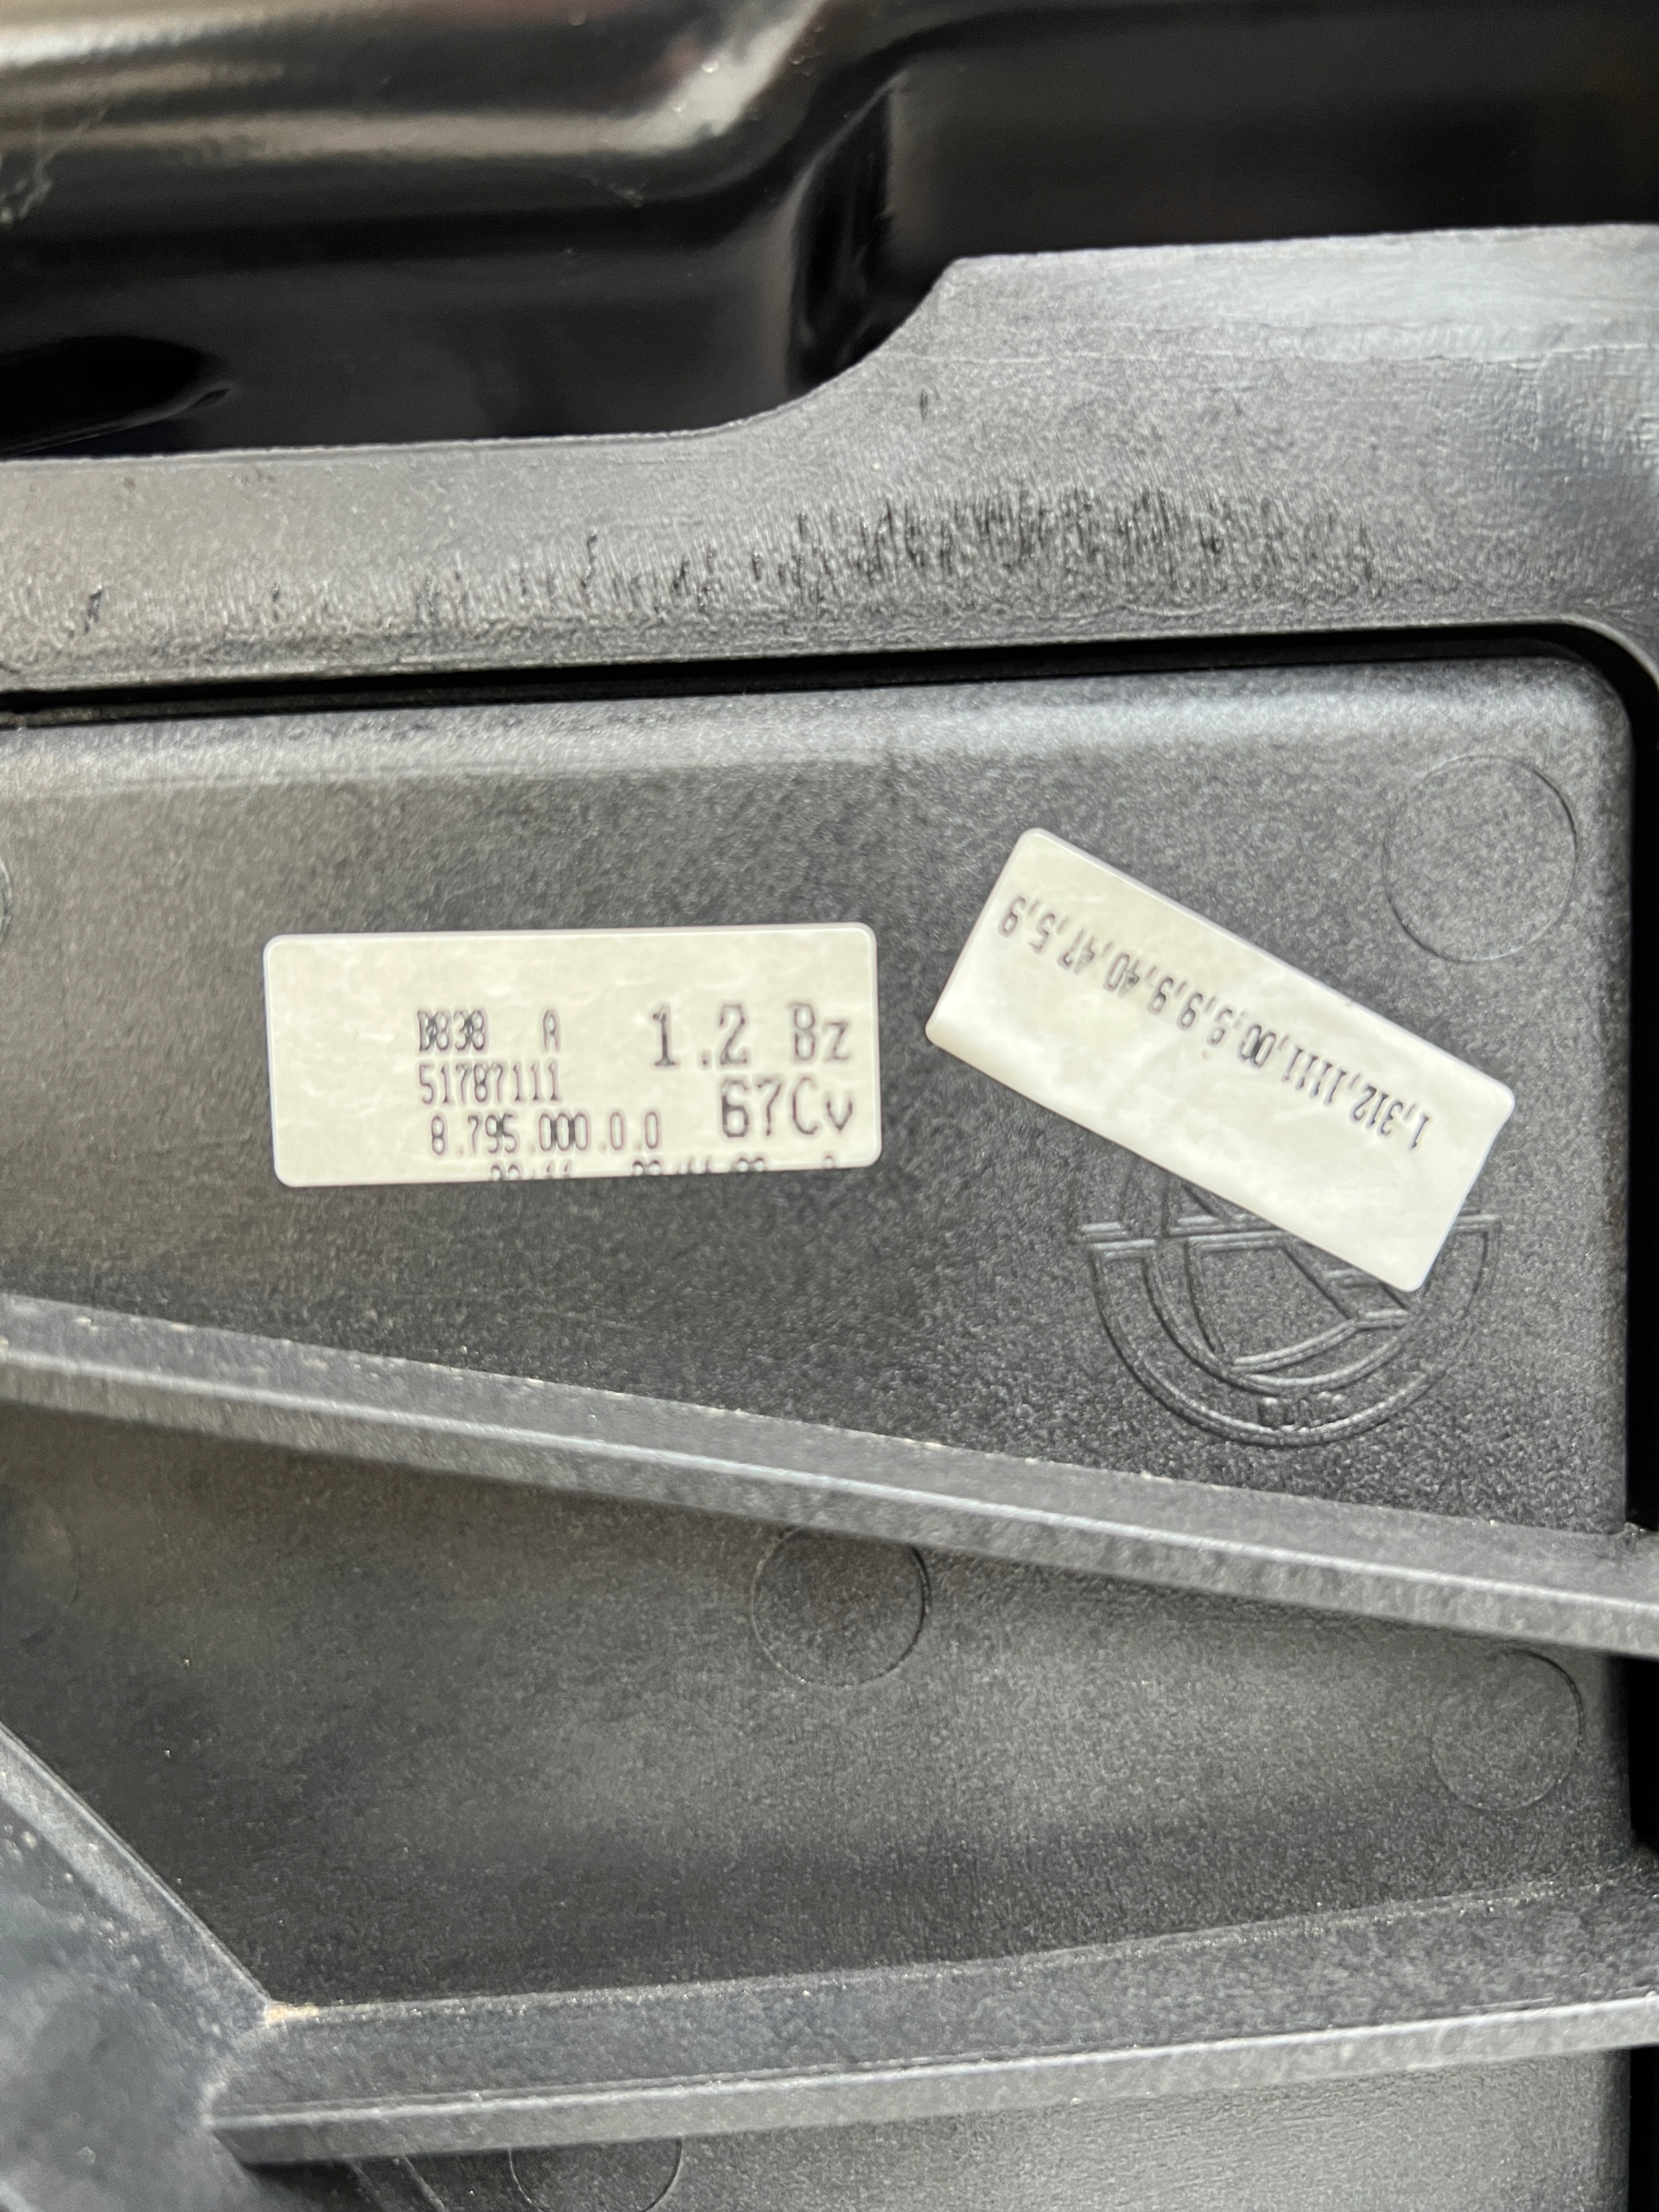 D838 A 1.2 Bz
51787111
8.795.000.0.0 67Cv
1,312,1111,00,5,9,9,40,47,5,9